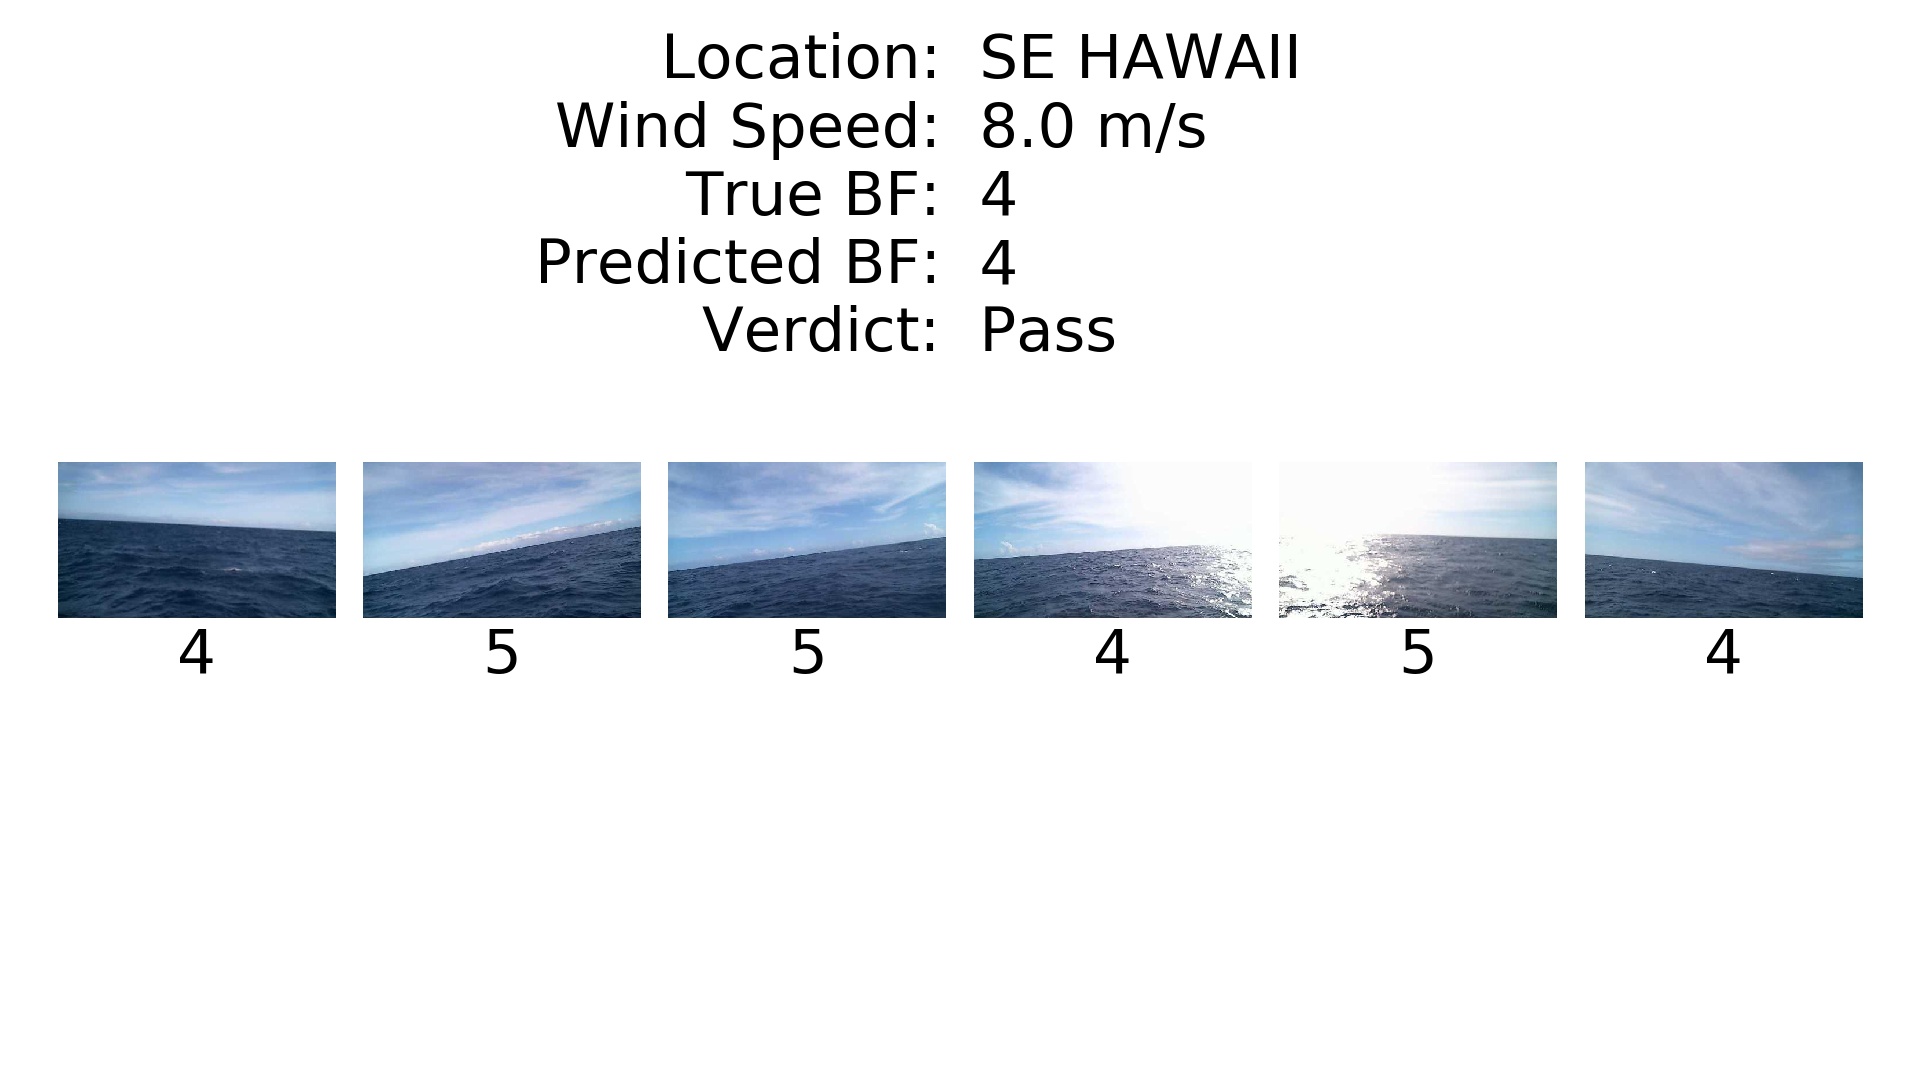 Location: SE HAWAII
Wind Speed: 8.0 m/s
True BF: 4
Predicted BF: 4
Verdict: Pass
4 5 5 4 5 4